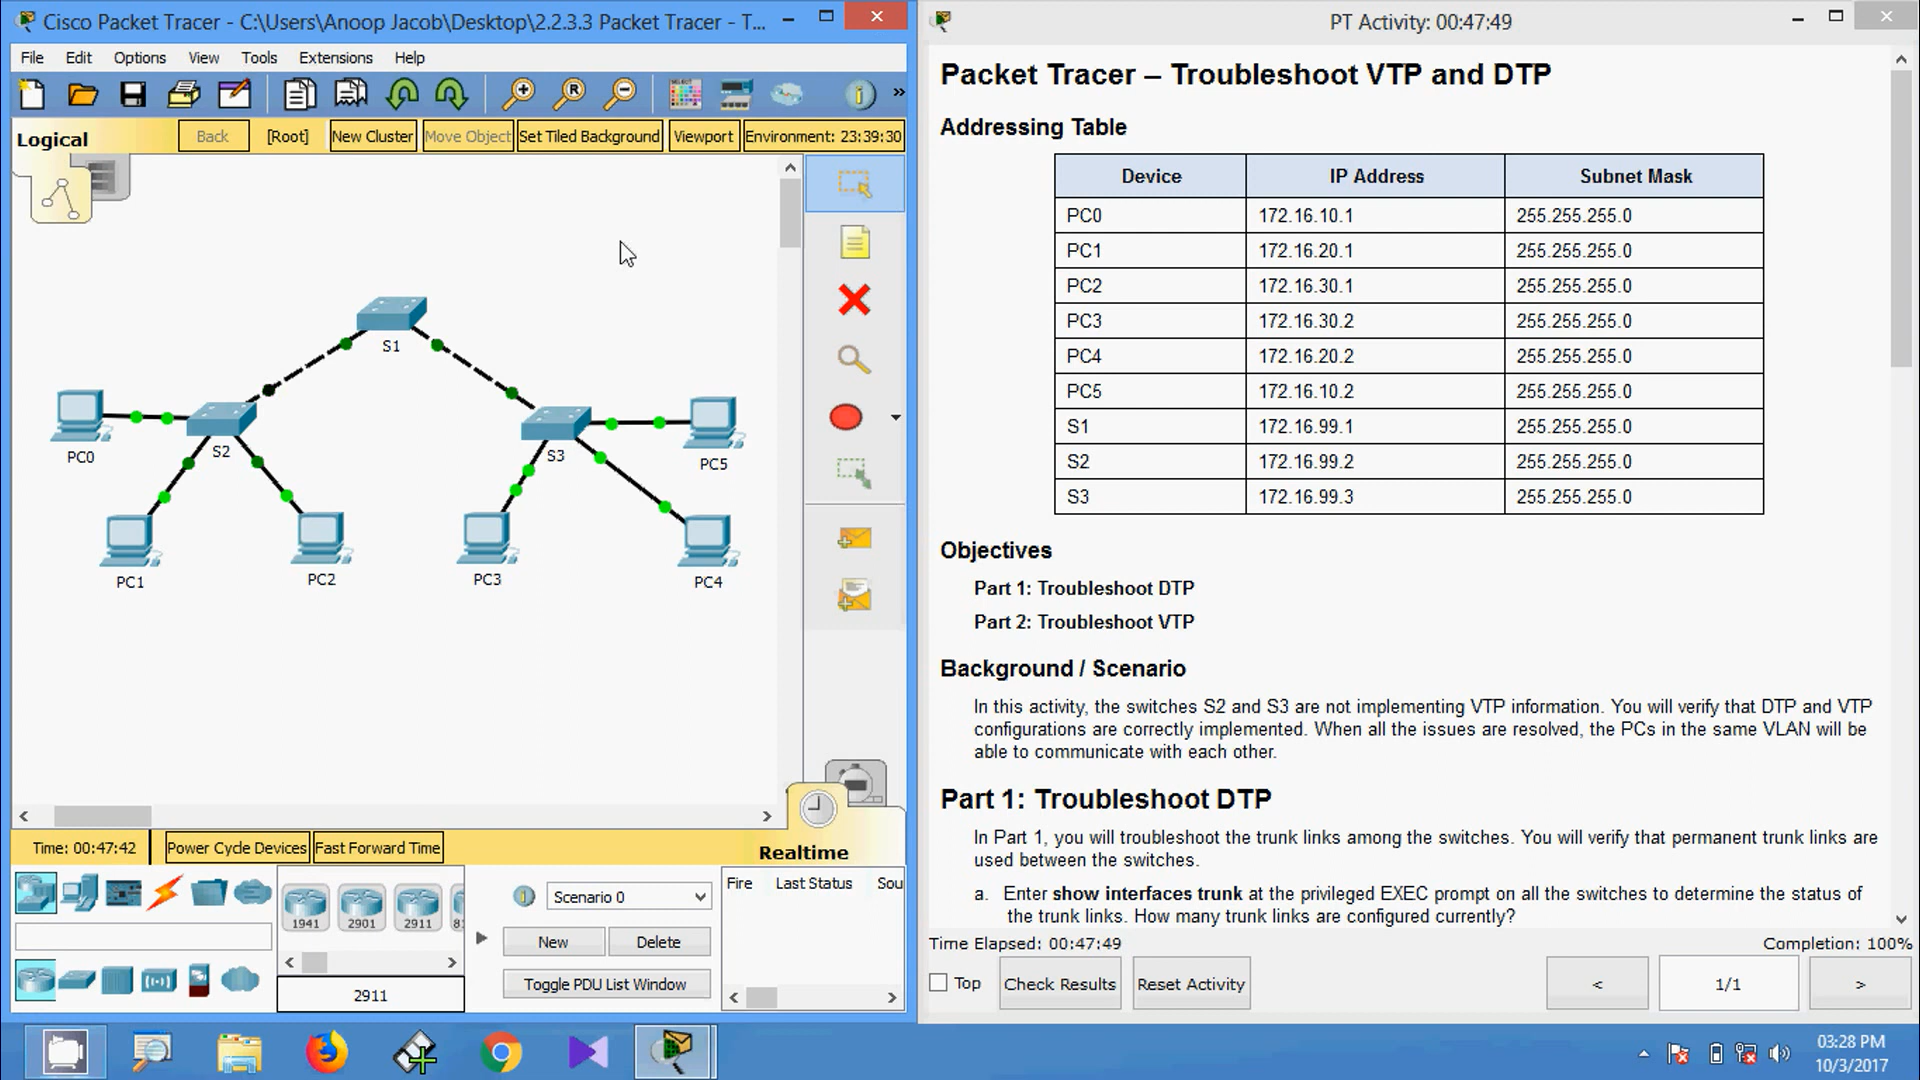 Cisco Packet Tracer - C:\Users\Anoop Jacob\Desktop\2.2.3.3 Packet Tracer - T...
File Edit Options View Tools Extensions Help
Logical Back [Root] New Cluster Move Object Set Tiled Background Viewport Environment: 23:39:30
S1
PC0
S2
S3
PC5
PC1
PC2
PC3
PC4
Time: 00:47:42 Power Cycle Devices Fast Forward Time Realtime
1941 2901 2911 81
2911
Scenario 0
New Delete
Toggle PDU List Window
Fire Last Status Sou
PT Activity: 00:47:49
Packet Tracer – Troubleshoot VTP and DTP
Addressing Table
Device IP Address Subnet Mask
PC0 172.16.10.1 255.255.255.0
PC1 172.16.20.1 255.255.255.0
PC2 172.16.30.1 255.255.255.0
PC3 172.16.30.2 255.255.255.0
PC4 172.16.20.2 255.255.255.0
PC5 172.16.10.2 255.255.255.0
S1 172.16.99.1 255.255.255.0
S2 172.16.99.2 255.255.255.0
S3 172.16.99.3 255.255.255.0
Objectives
Part 1: Troubleshoot DTP
Part 2: Troubleshoot VTP
Background / Scenario
In this activity, the switches S2 and S3 are not implementing VTP information. You will verify that DTP and VTP
configurations are correctly implemented. When all the issues are resolved, the PCs in the same VLAN will be
able to communicate with each other.
Part 1: Troubleshoot DTP
In Part 1, you will troubleshoot the trunk links among the switches. You will verify that permanent trunk links are
used between the switches.
a. Enter show interfaces trunk at the privileged EXEC prompt on all the switches to determine the status of
the trunk links. How many trunk links are configured currently?
Time Elapsed: 00:47:49 Completion: 100%
Top Check Results Reset Activity < 1/1 >
03:28 PM
10/3/2017